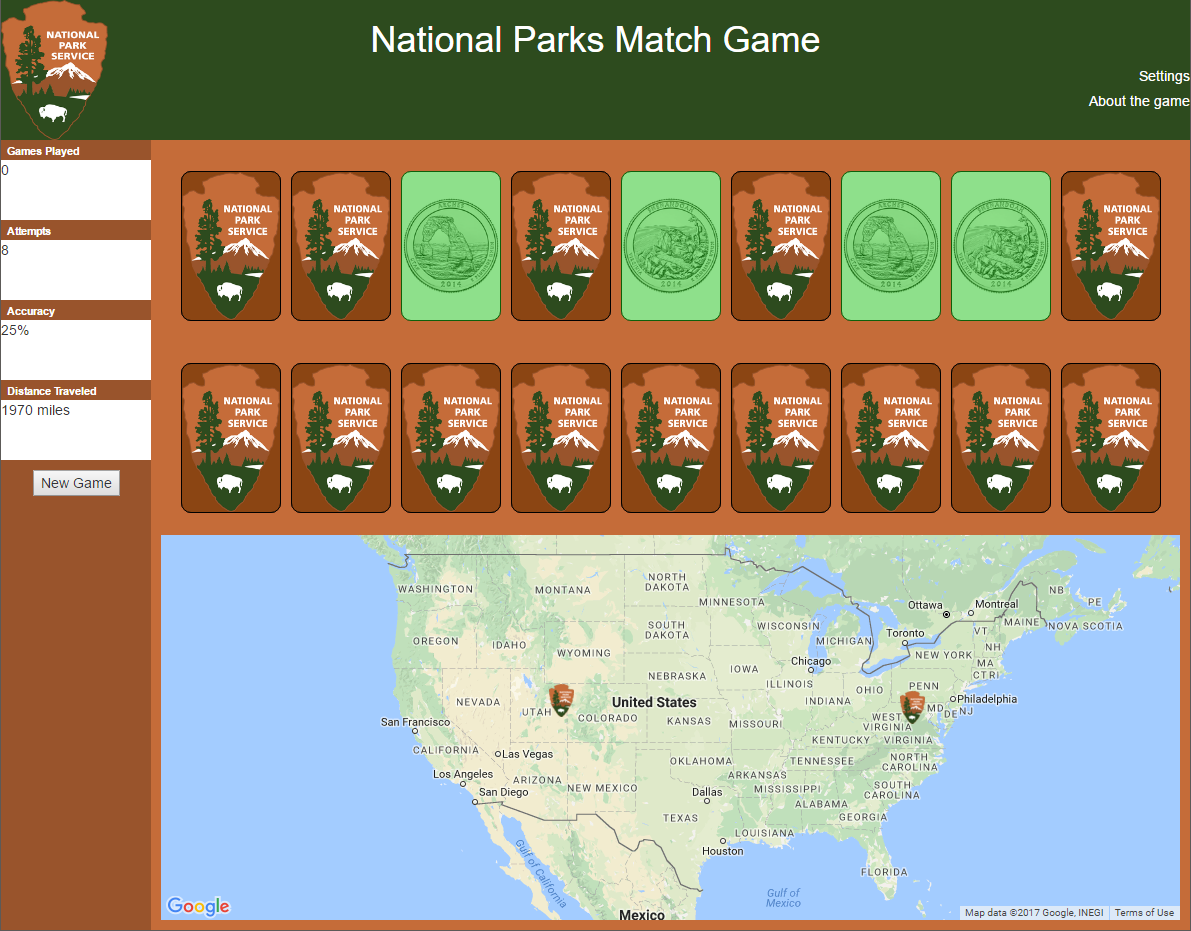 NATIONAL
PARK
SERVICE
National Parks Match Game
Settings
About the game
Games Played
0
Attempts
8
Accuracy
25%
Distance Traveled
1970 miles
New Game
NATIONAL
PARK
SERVICE
NATIONAL
PARK
SERVICE
ARCHES
2014
NATIONAL
PARK
SERVICE
SHENANDOAH
2014
NATIONAL
PARK
SERVICE
ARCHES
2014
SHENANDOAH
2014
NATIONAL
PARK
SERVICE
NATIONAL
PARK
SERVICE
NATIONAL
PARK
SERVICE
NATIONAL
PARK
SERVICE
NATIONAL
PARK
SERVICE
NATIONAL
PARK
SERVICE
NATIONAL
PARK
SERVICE
NATIONAL
PARK
SERVICE
NATIONAL
PARK
SERVICE
NATIONAL
PARK
SERVICE
WASHINGTON
MONTANA
NORTH
DAKOTA
MINNESOTA
Ottawa
Montreal
NB
PE
MAINE
NOVA SCOTIA
OREGON
IDAHO
WYOMING
SOUTH
DAKOTA
WISCONSIN
MICHIGAN
Toronto
VT
NH
NEW YORK
MA
CT RI
Chicago
IOWA
NEBRASKA
ILLINOIS
INDIANA
OHIO
PENN
Philadelphia
MD
DE
NJ
NEVADA
UTAH
COLORADO
United States
KANSAS
MISSOURI
WEST
VIRGINIA
KENTUCKY
VIRGINIA
San Francisco
CALIFORNIA
Las Vegas
Los Angeles
San Diego
ARIZONA
NEW MEXICO
OKLAHOMA
ARKANSAS
TENNESSEE
NORTH
CAROLINA
MISSISSIPPI
SOUTH
CAROLINA
Dallas
ALABAMA
GEORGIA
TEXAS
LOUISIANA
Houston
FLORIDA
Gulf of California
Gulf of
Mexico
Mexico
Google
Map data ©2017 Google, INEGI
Terms of Use